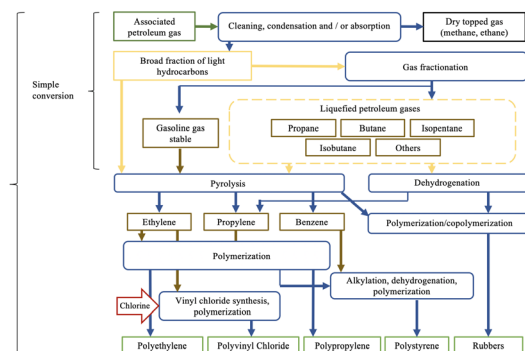 Associated
petroleum gas
Cleaning, condensation and / or absorption
Dry topped gas
(methane, ethane)
Broad fraction of light
hydrocarbons
Gas fractionation
Simple
conversion
Liquefied petroleum gases
Gasoline gas
stable
Propane
Butane
Isopentane
Isobutane
Others
Pyrolysis
Dehydrogenation
Ethylene
Propylene
Benzene
Polymerization/copolymerization
Polymerization
Alkylation, dehydrogenation,
polymerization
Chlorine
Vinyl chloride synthesis,
polymerization
Polyethylene
Polyvinyl Chloride
Polypropylene
Polystyrene
Rubbers